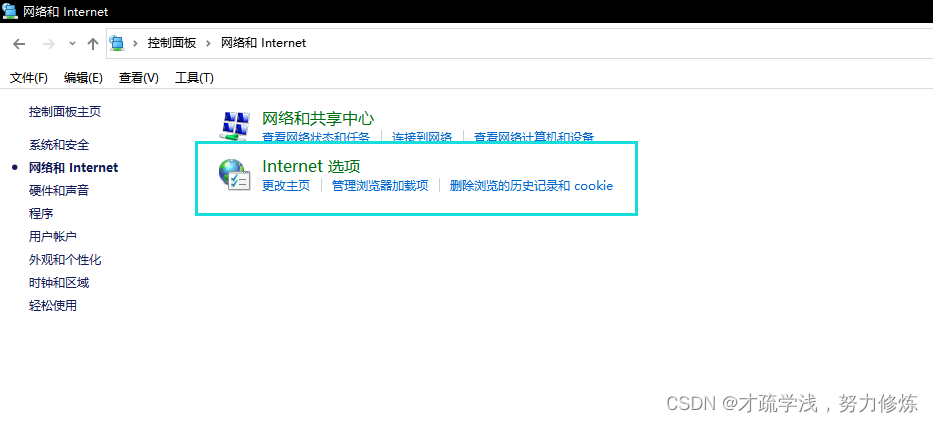 网络和 Internet
控制面板 > 网络和 Internet
文件(F) 编辑(E) 查看(V) 工具(T)
控制面板主页
系统和安全
网络和 Internet
硬件和声音
程序
用户帐户
外观和个性化
时钟和区域
轻松使用
网络和共享中心
查看网络状态和任务 连接到网络 查看网络计算机和设备
Internet 选项
更改主页 管理浏览器加载项 删除浏览的历史记录和 cookie
CSDN @才疏学浅，努力修炼